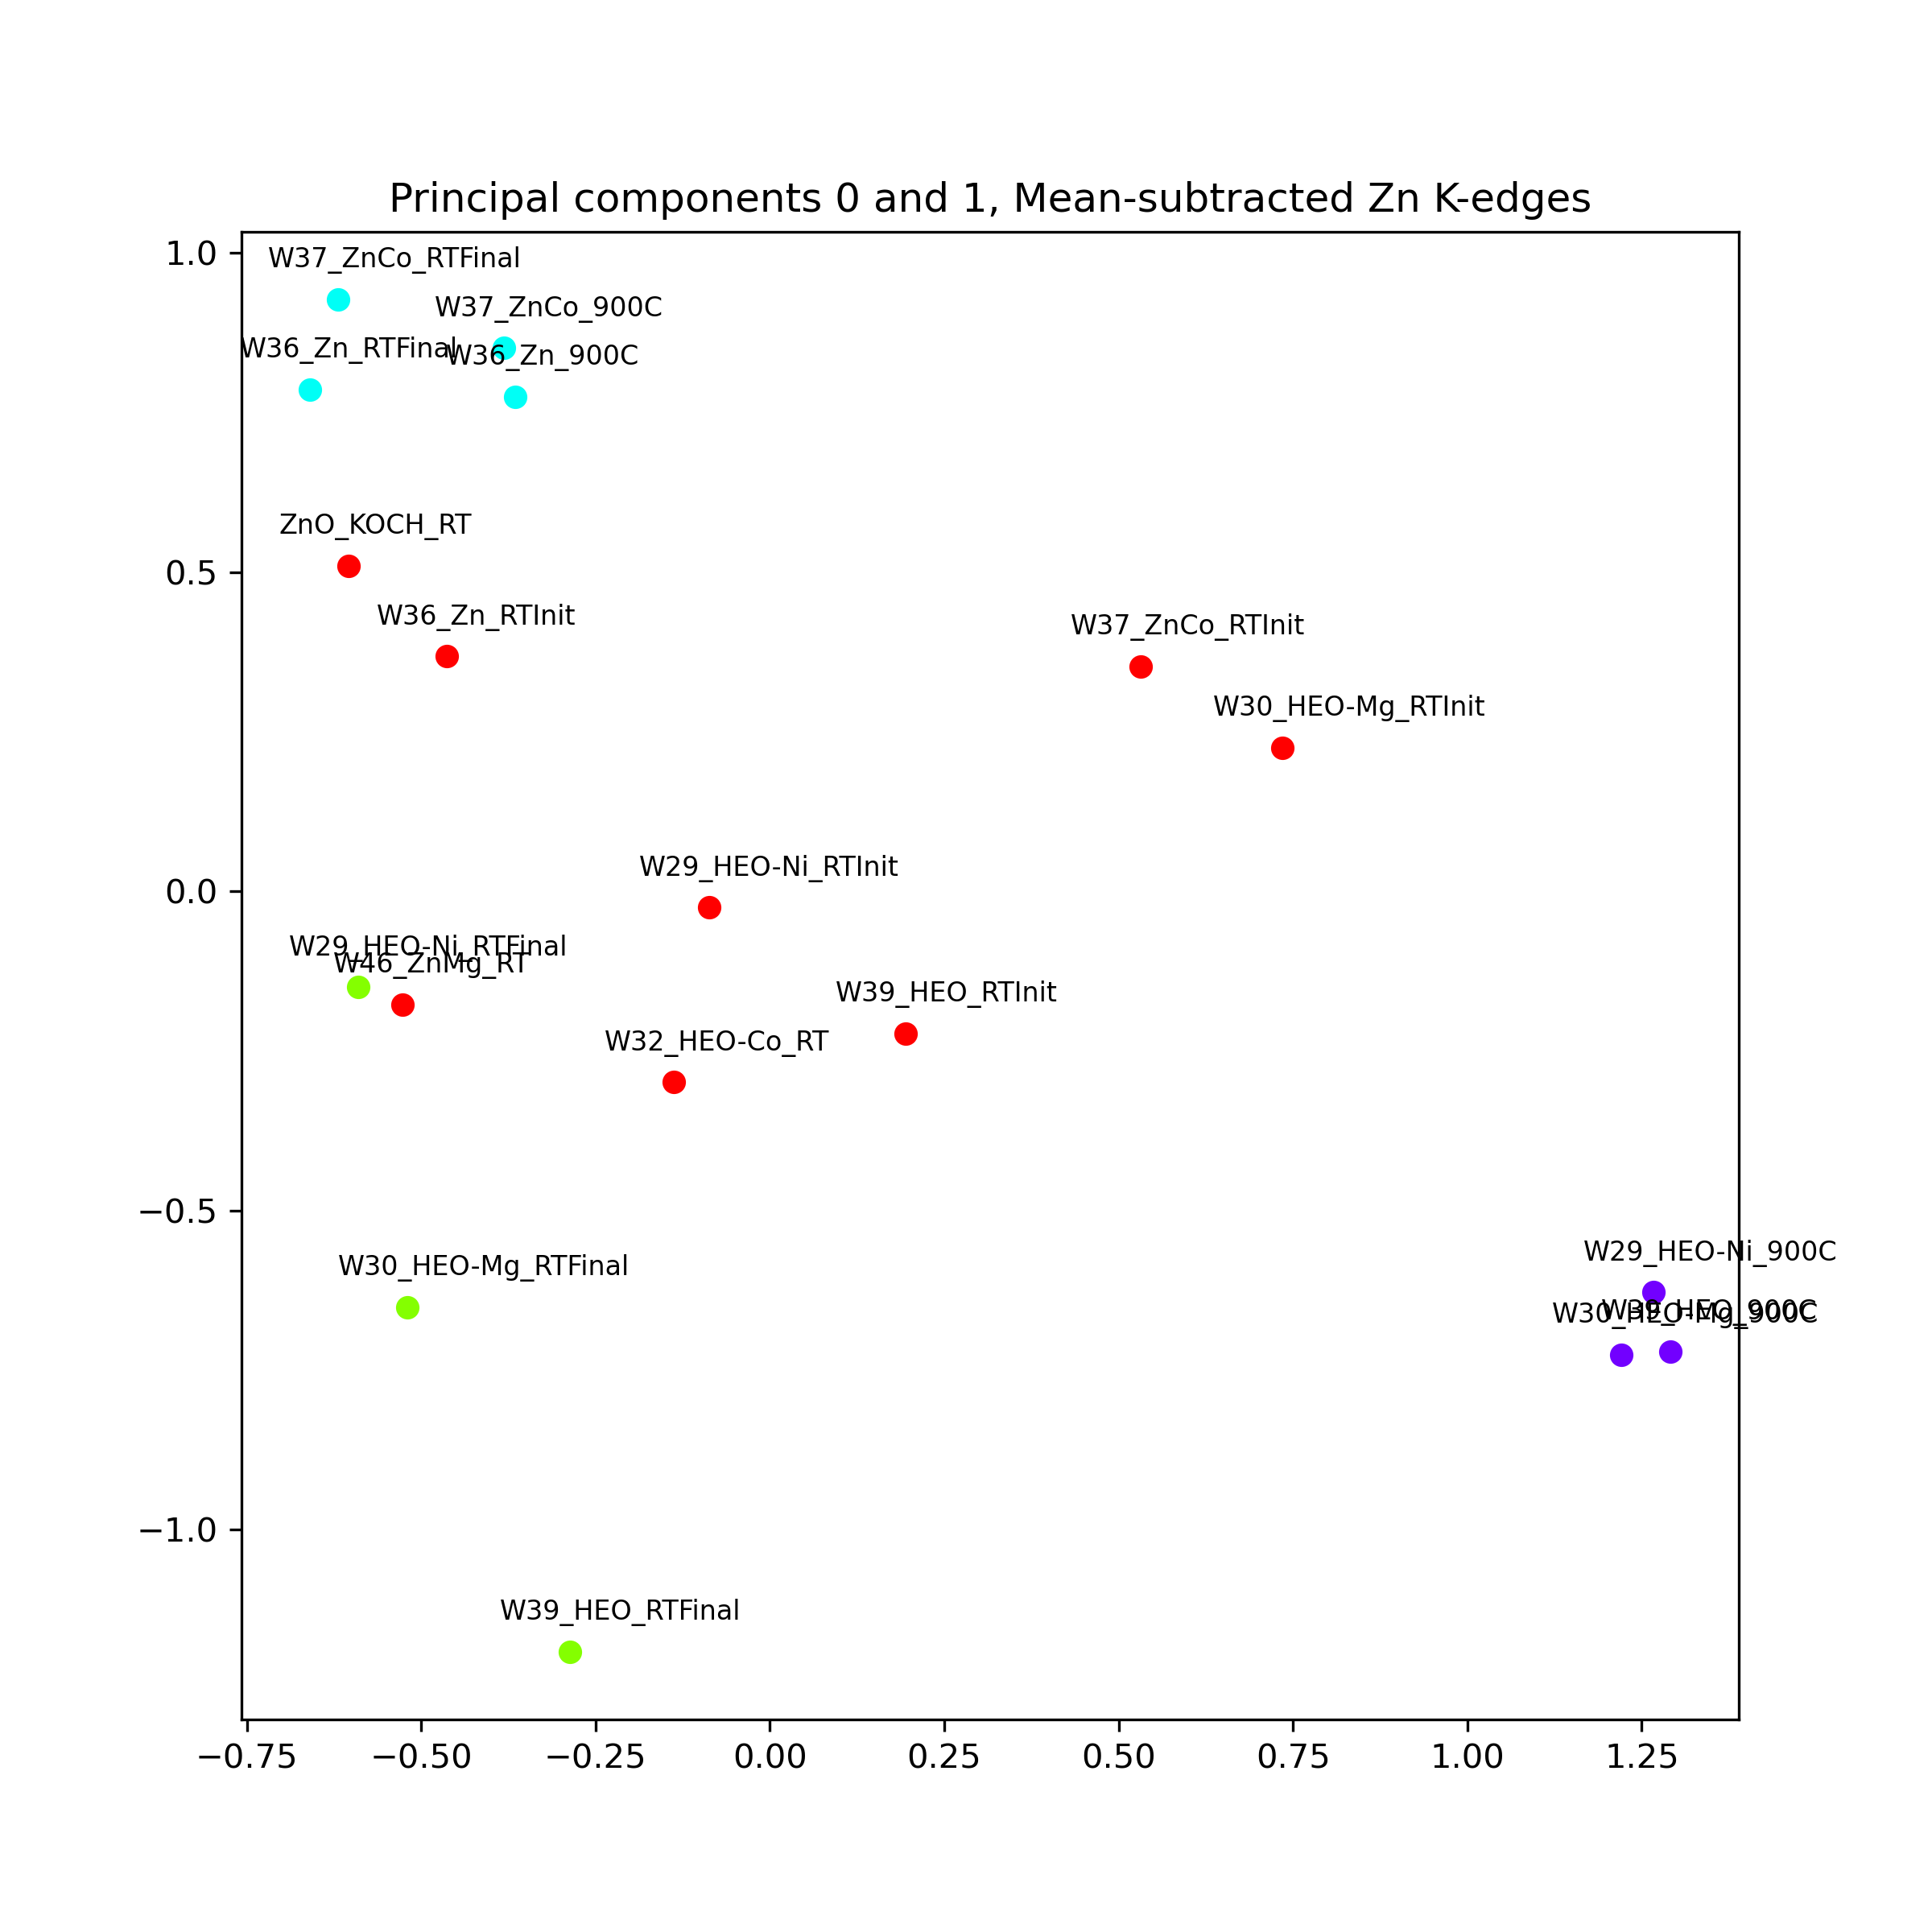 Principal components 0 and 1, Mean-subtracted Zn K-edges
1.0
W37_ZnCo_RTFinal
W37_ZnCo_900C
W36_Zn_RTFinal
W36_Zn_900C
ZnO_KOCH_RT
0.5
W36_Zn_RTInit
W37_ZnCo_RTInit
W30_HEO-Mg_RTInit
W29_HEO-Ni_RTInit
0.0
W29_HEO-Ni_RTFinal
W46_ZnMg_RT
W39_HEO_RTInit
W32_HEO-Co_RT
−0.5
W29_HEO-Ni_900C
W30_HEO-Mg_RTFinal
W39_HEO_900C
W30_HEO-Mg_900C
−1.0
W39_HEO_RTFinal
−0.75 −0.50 −0.25 0.00 0.25 0.50 0.75 1.00 1.25